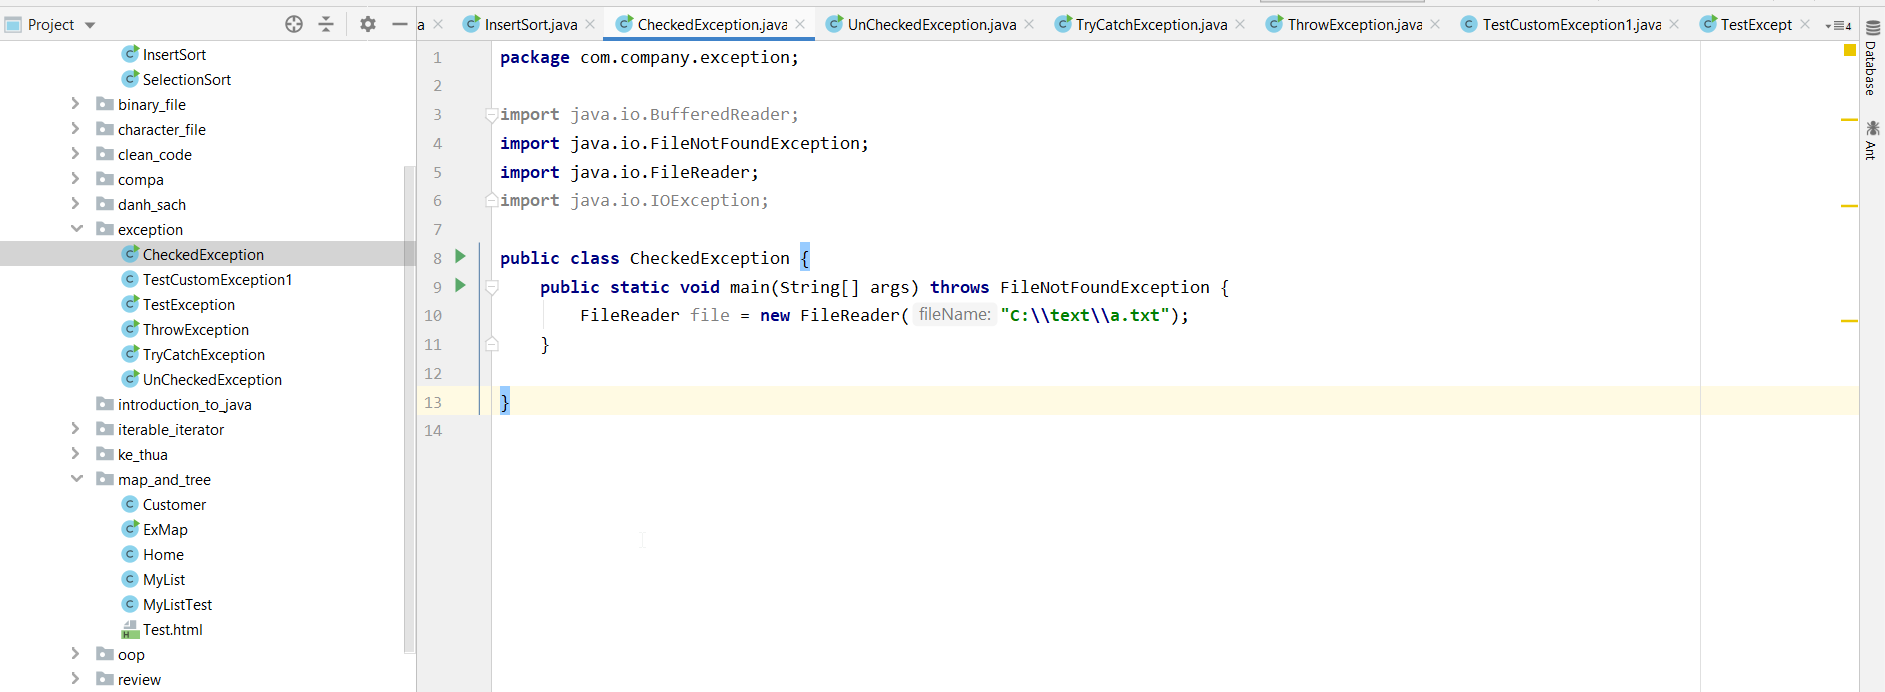 Project
a
InsertSort.java
CheckedException.java
UnCheckedException.java
TryCatchException.java
ThrowException.java
TestCustomException1.java
TestExcept
4
InsertSort
SelectionSort
binary_file
character_file
clean_code
compa
danh_sach
exception
CheckedException
TestCustomException1
TestException
ThrowException
TryCatchException
UnCheckedException
introduction_to_java
iterable_iterator
ke_thua
map_and_tree
Customer
ExMap
Home
MyList
MyListTest
Test.html
oop
review
1 package com.company.exception;
2
3 import java.io.BufferedReader;
4 import java.io.FileNotFoundException;
5 import java.io.FileReader;
6 import java.io.IOException;
7
8 public class CheckedException {
9 public static void main(String[] args) throws FileNotFoundException {
10 FileReader file = new FileReader( fileName: "C:\\text\\a.txt");
11 }
12
13 }
14
Database
Ant